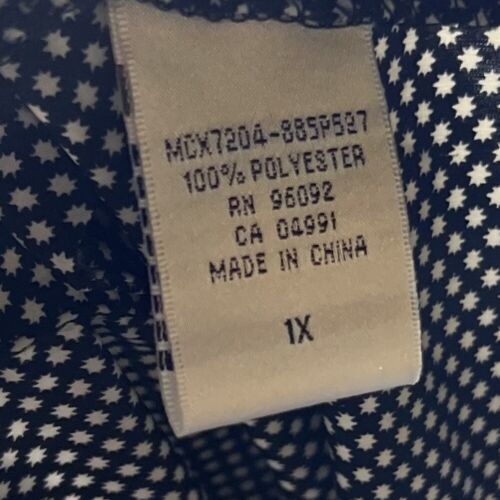 MCX7204-885P527
100% POLYESTER
RN 96092
CA 04991
MADE IN CHINA
1X